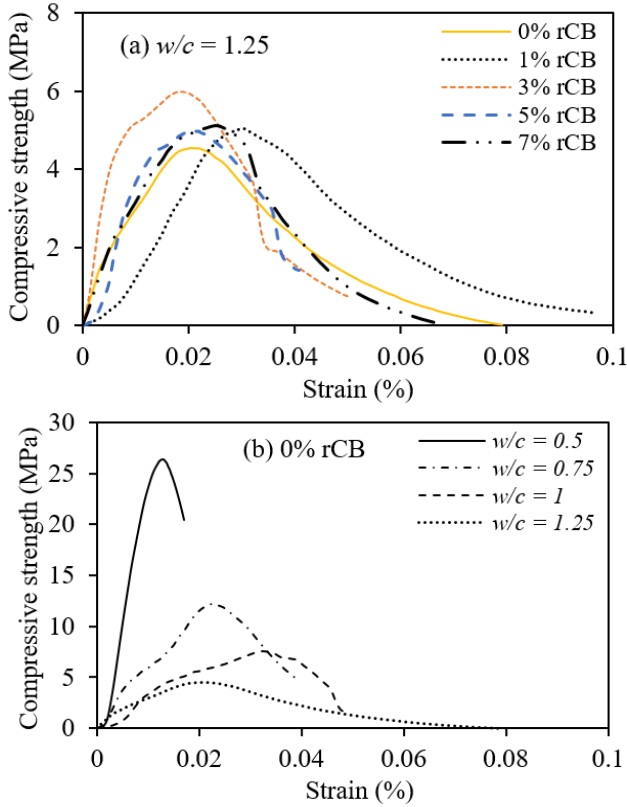 (a) w/c = 1.25
0% rCB
1% rCB
3% rCB
5% rCB
7% rCB
Compressive strength (MPa)
8
6
4
2
0
0
0.02
0.04
0.06
0.08
0.1
Strain (%)
(b) 0% rCB
w/c = 0.5
w/c = 0.75
w/c = 1
w/c = 1.25
Compressive strength (MPa)
30
25
20
15
10
5
0
0
0.02
0.04
0.06
0.08
0.1
Strain (%)